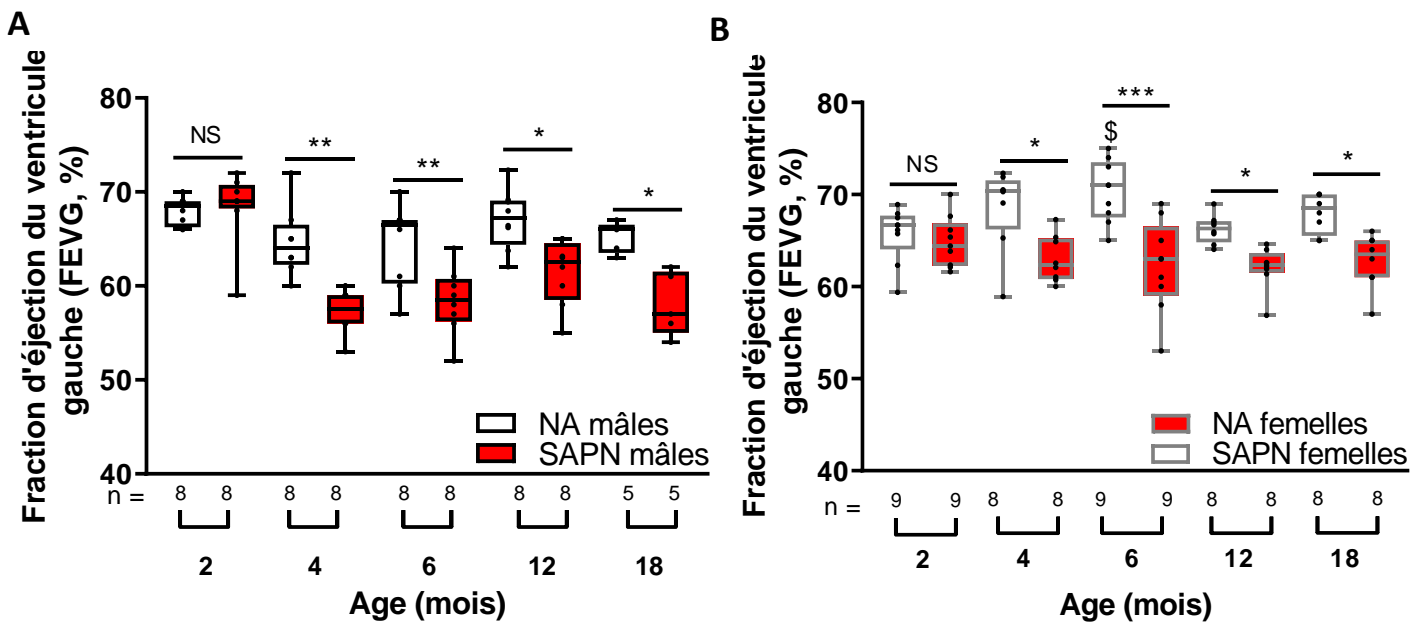 A
Fraction d'éjection du ventricule
gauche (FEVG, %)
80
70
60
50
40
NS
**
**
*
*
NA mâles
SAPN mâles
n = 8 8 8 8 8 8 8 8 5 5
2 4 6 12 18
Age (mois)
B
Fraction d'éjection du ventricule
gauche (FEVG, %)
80
70
60
50
40
NS
*
***
$
*
*
NA femelles
SAPN femelles
n = 9 9 8 8 9 9 8 8 8 8
2 4 6 12 18
Age (mois)